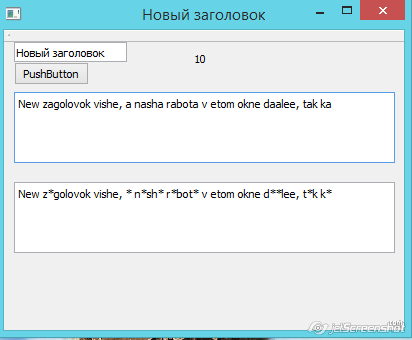 Новый заголовок
Новый заголовок
10
PushButton
New zagolovok vishe, a nasha rabota v etom okne daalee, tak ka
New z*golovok vishe, * n*sh* r*bot* v etom okne d**lee, t*k k*
jetScreenshot